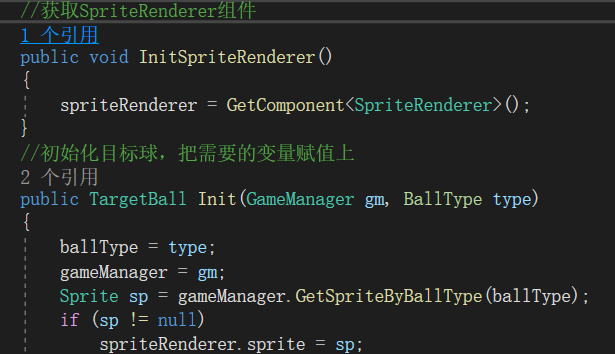 //获取SpriteRenderer组件
1 个引用
public void InitSpriteRenderer()
{
spriteRenderer = GetComponent<SpriteRenderer>();
}
//初始化目标球，把需要的变量赋值上
2 个引用
public TargetBall Init(GameManager gm, BallType type)
{
ballType = type;
gameManager = gm;
Sprite sp = gameManager.GetSpriteByBallType(ballType);
if (sp != null)
spriteRenderer.sprite = sp;